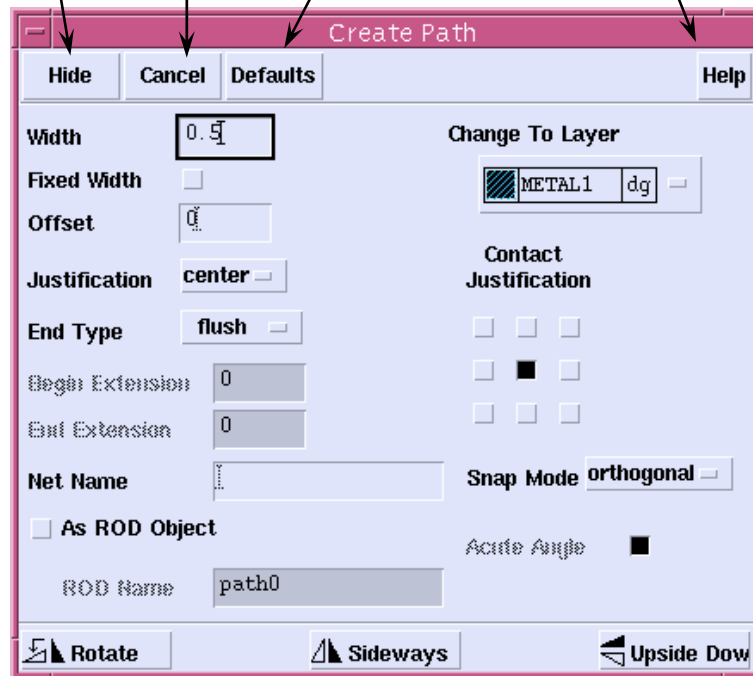 Create Path
Hide Cancel Defaults Help
Width 0.5 Change To Layer
Fixed Width METAL1 dg
Offset 0
Contact
Justification center Justification
End Type flush
Begin Extension 0
End Extension 0
Net Name Snap Mode orthogonal
As ROD Object
Acute Angle
ROD Name path0
Rotate Sideways Upside Dow